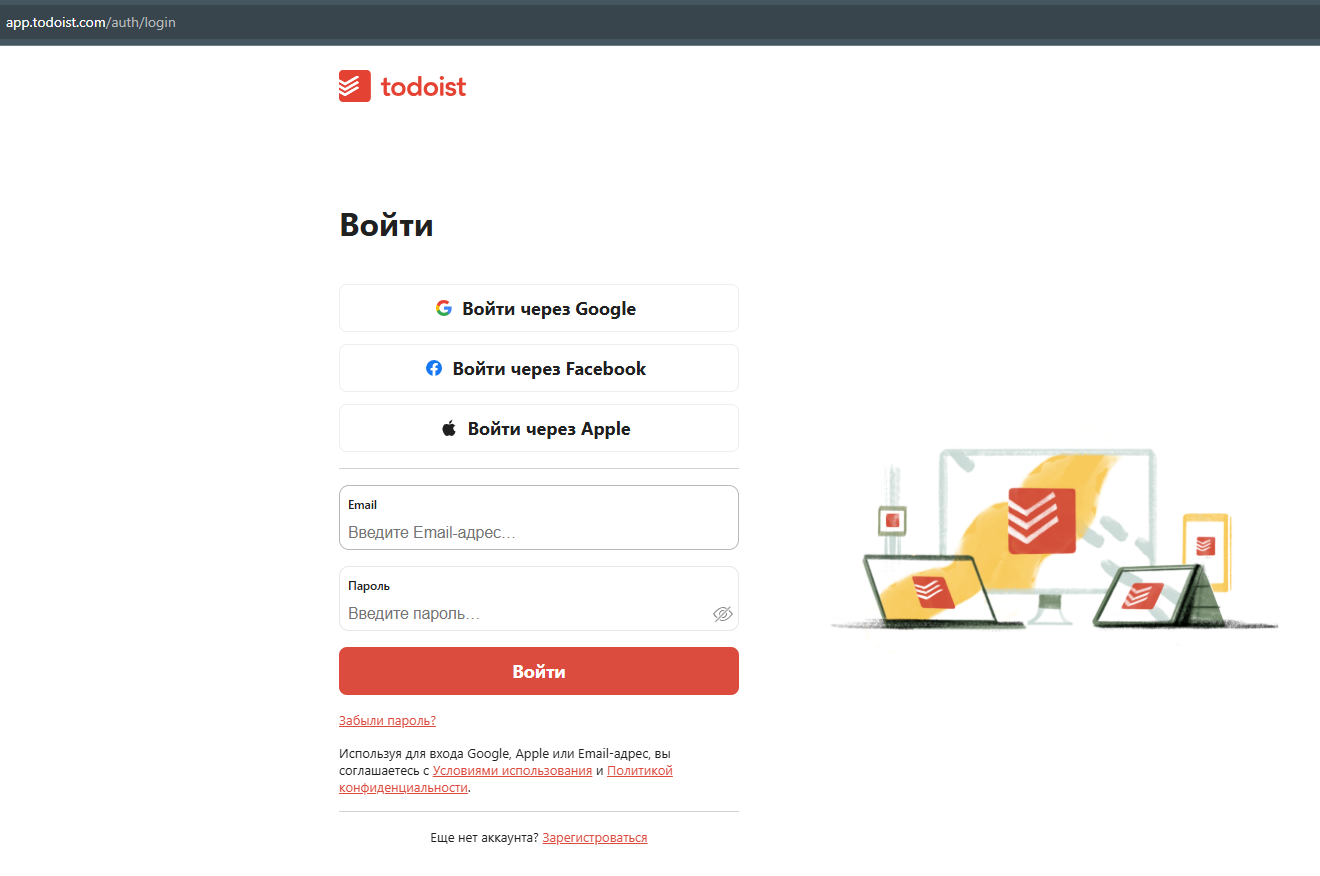 app.todoist.com/auth/login
todoist
Войти
Войти через Google
Войти через Facebook
Войти через Apple
Email
Введите Email-адрес...
Пароль
Введите пароль...
Войти
Забыли пароль?
Используя для входа Google, Apple или Email-адрес, вы
соглашаетесь с Условиями использования и Политикой
конфиденциальности.
Еще нет аккаунта? Зарегистроваться